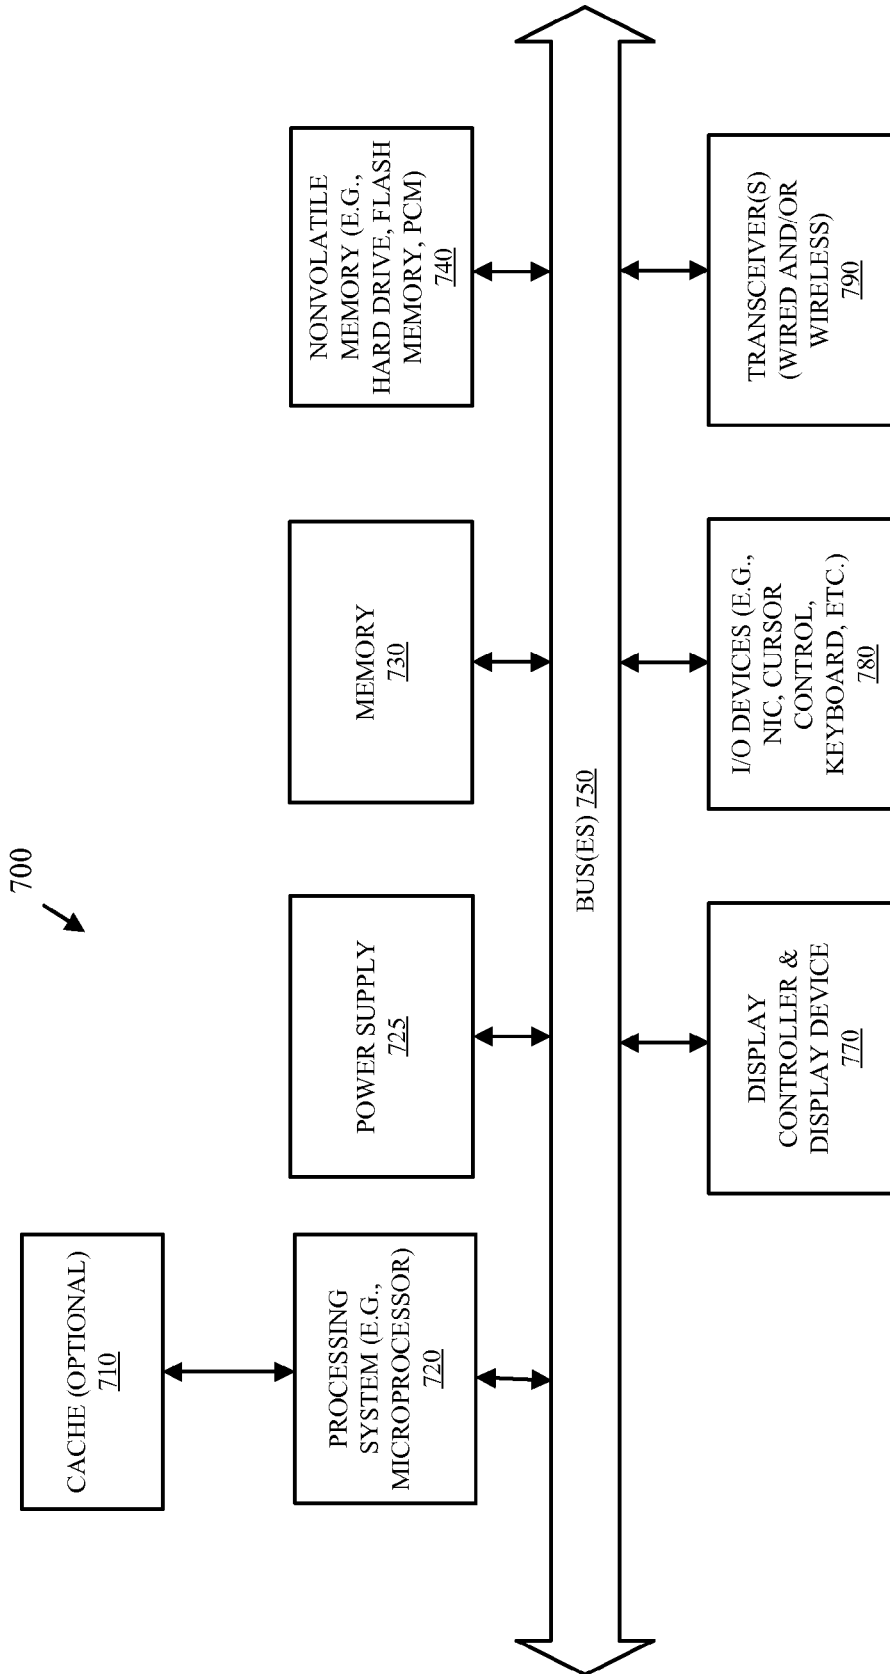 700
CACHE (OPTIONAL)
710
PROCESSING
SYSTEM (E.G.,
MICROPROCESSOR)
720
POWER SUPPLY
725
MEMORY
730
NONVOLATILE
MEMORY (E.G.,
HARD DRIVE, FLASH
MEMORY, PCM)
740
BUS(ES) 750
DISPLAY
CONTROLLER &
DISPLAY DEVICE
770
I/O DEVICES (E.G.,
NIC, CURSOR
CONTROL,
KEYBOARD, ETC.)
780
TRANSCEIVER(S)
(WIRED AND/OR
WIRELESS)
790